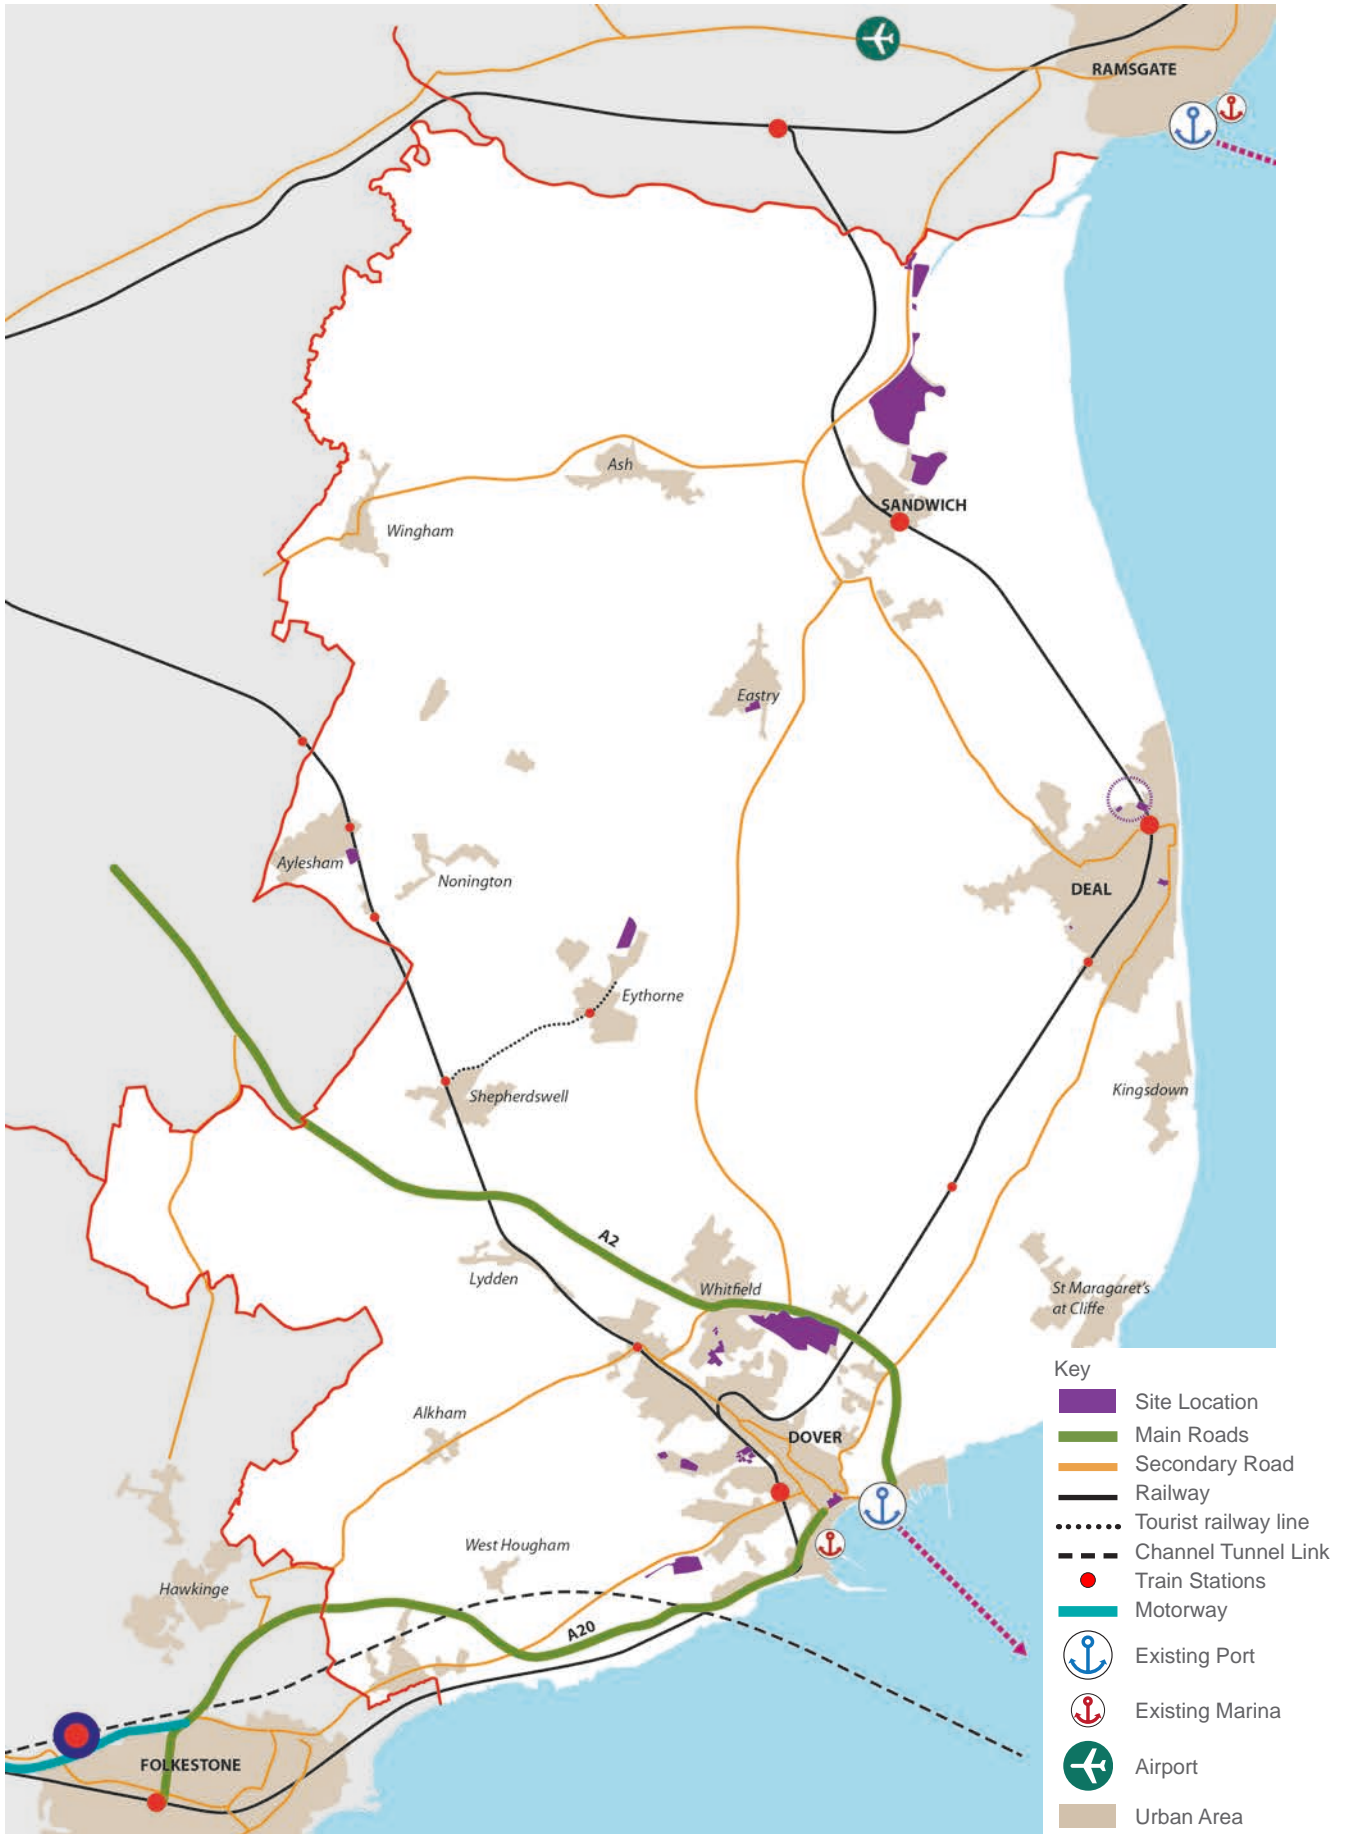 RAMSGATE
Ash
SANDWICH
Wingham
Eastry
Aylesham
Nonington
DEAL
Eythorne
Kingsdown
Shepherdswell
A2
Lydden
Whitfield
St Maragaret's
at Cliffe
Alkham
DOVER
West Hougham
Hawkinge
A20
FOLKESTONE
Key
Site Location
Main Roads
Secondary Road
Railway
Tourist railway line
Channel Tunnel Link
Train Stations
Motorway
Existing Port
Existing Marina
Airport
Urban Area